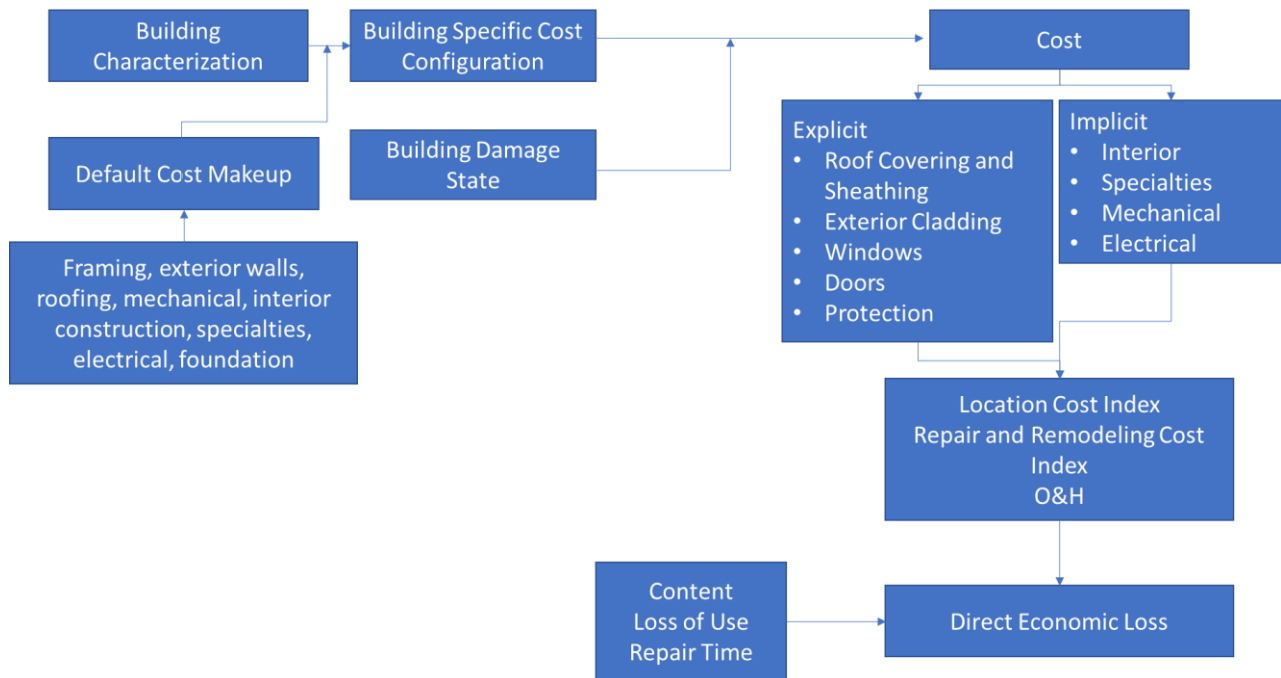 Building
Characterization
Building Specific Cost
Configuration
Cost
Default Cost Makeup
Building Damage
State
Framing, exterior walls,
roofing, mechanical, interior
construction, specialties,
electrical, foundation
Explicit
• Roof Covering and
Sheathing
• Exterior Cladding
• Windows
• Doors
• Protection
Implicit
• Interior
• Specialties
• Mechanical
• Electrical
Location Cost Index
Repair and Remodeling Cost
Index
O&H
Content
Loss of Use
Repair Time
Direct Economic Loss